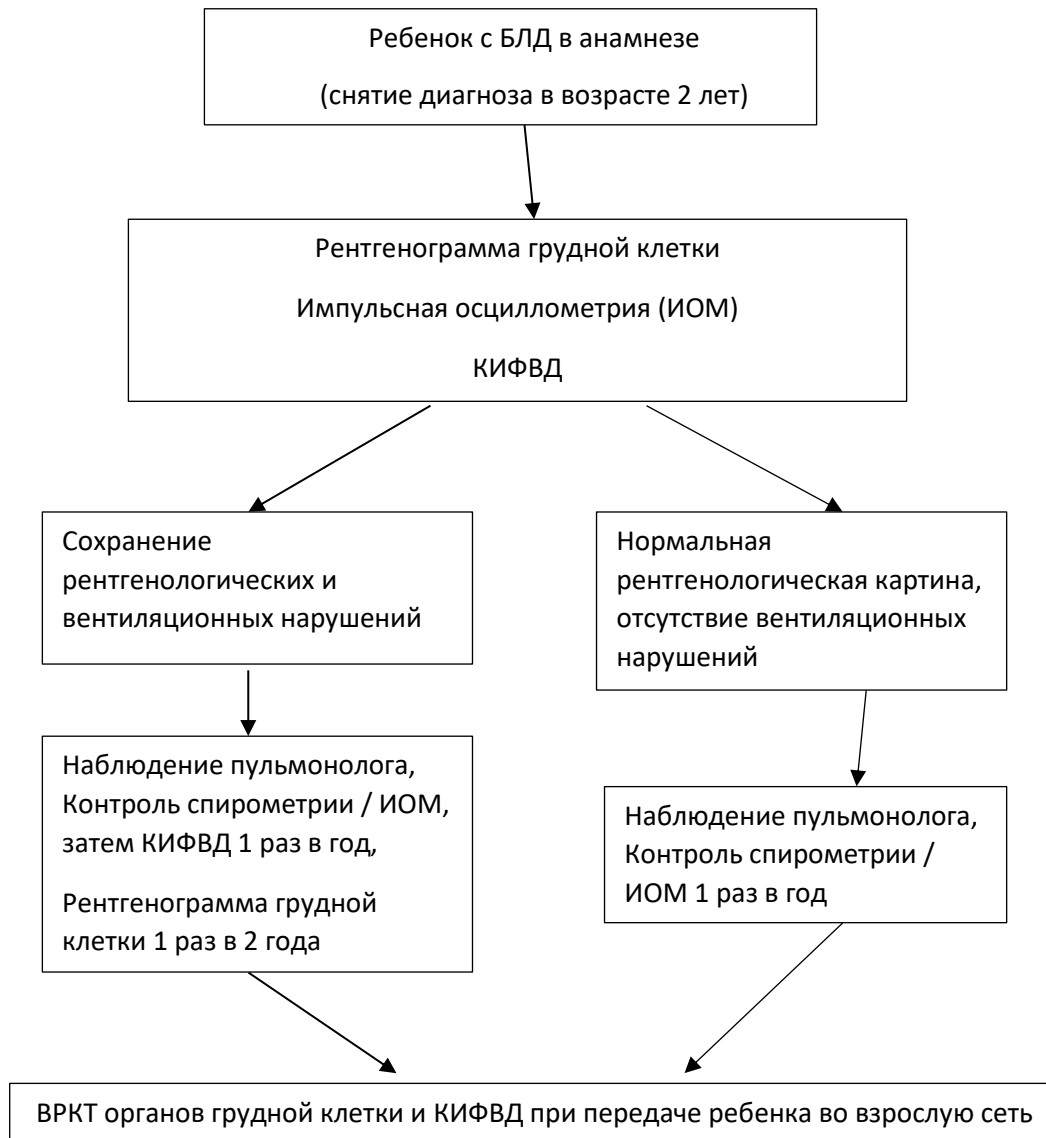 Ребенок с БЛД в анамнезе
(снятие диагноза в возрасте 2 лет)
Рентгенограмма грудной клетки
Импульсная осциллометрия (ИОМ)
КИФВД
Сохранение
рентгенологических и
вентиляционных нарушений
Нормальная
рентгенологическая картина,
отсутствие вентиляционных
нарушений
Наблюдение пульмонолога,
Контроль спирометрии / ИОМ,
затем КИФВД 1 раз в год,
Рентгенограмма грудной
клетки 1 раз в 2 года
Наблюдение пульмонолога,
Контроль спирометрии /
ИОМ 1 раз в год
ВРКТ органов грудной клетки и КИФВД при передаче ребенка во взрослую сеть